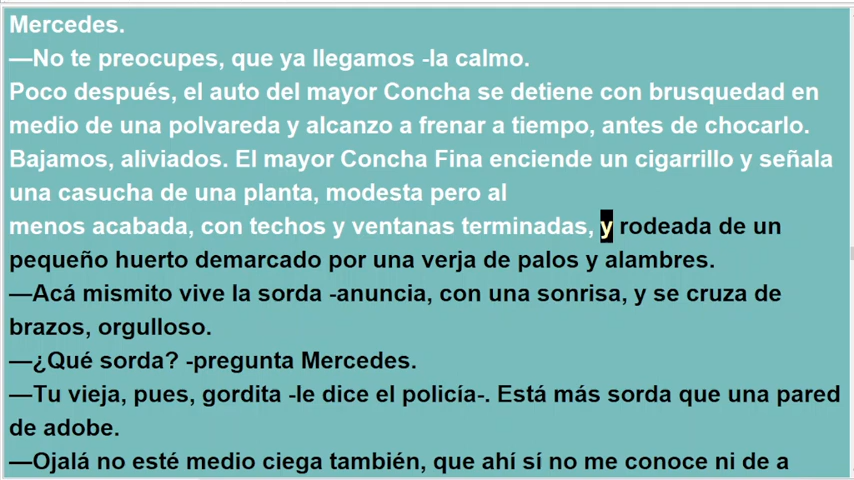 Mercedes.
—No te preocupes, que ya llegamos -la calmo.
Poco después, el auto del mayor Concha se detiene con brusquedad en
medio de una polvareda y alcanzo a frenar a tiempo, antes de chocarlo.
Bajamos, aliviados. El mayor Concha Fina enciende un cigarrillo y señala
una casucha de una planta, modesta pero al
menos acabada, con techos y ventanas terminadas, y rodeada de un
pequeño huerto demarcado por una verja de palos y alambres.
—Acá mismito vive la sorda -anuncia, con una sonrisa, y se cruza de
brazos, orgulloso.
—¿Qué sorda? -pregunta Mercedes.
—Tu vieja, pues, gordita -le dice el policía-. Está más sorda que una pared
de adobe.
—Ojalá no esté medio ciega también, que ahí sí no me conoce ni de a